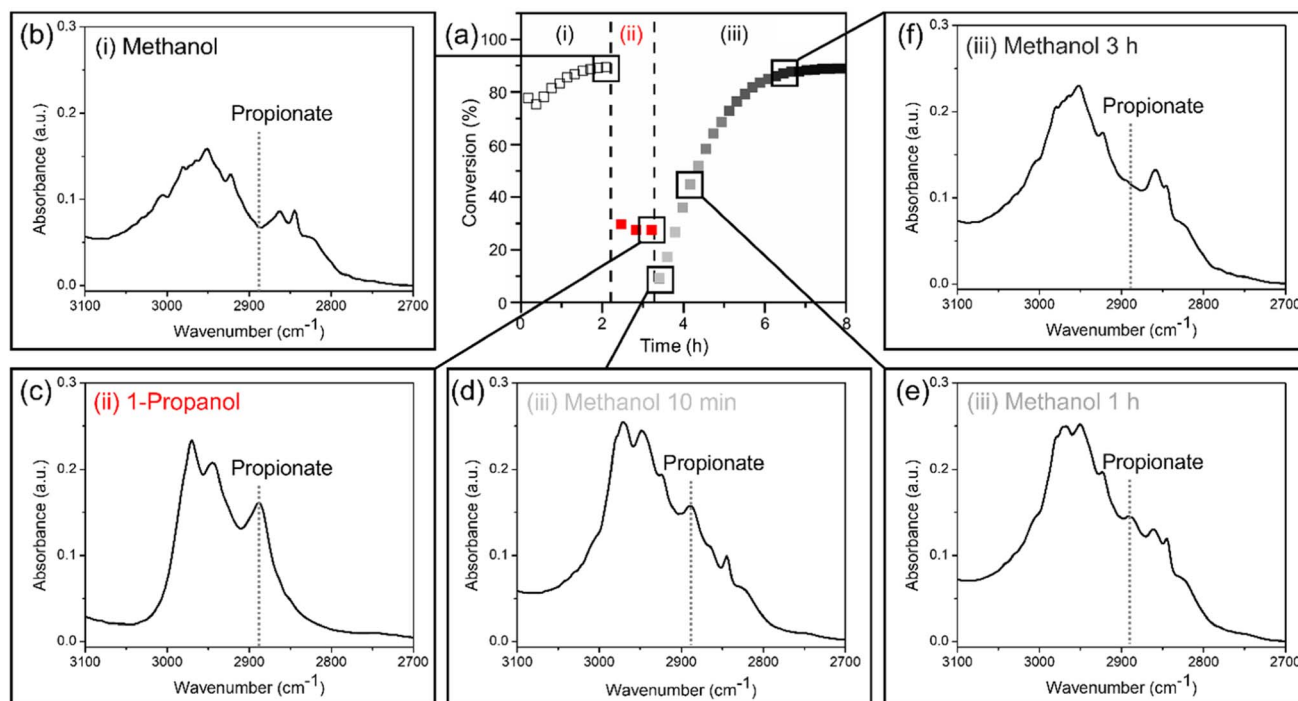 (b)
(i) Methanol
Propionate
Absorbance (a.u.)
0.3
0.2
0.1
0.0
3100 3000 2900 2800 2700
Wavenumber (cm⁻¹)
(a)
(i) (ii) (iii)
Conversion (%)
100
80
60
40
20
0
0 2 4 6 8
Time (h)
(f)
(iii) Methanol 3 h
Propionate
Absorbance (a.u.)
0.3
0.2
0.1
0.0
3100 3000 2900 2800 2700
Wavenumber (cm⁻¹)
(c)
(ii) 1-Propanol
Propionate
Absorbance (a.u.)
0.3
0.2
0.1
0.0
3100 3000 2900 2800 2700
Wavenumber (cm⁻¹)
(d)
(iii) Methanol 10 min
Propionate
Absorbance (a.u.)
0.3
0.2
0.1
0.0
3100 3000 2900 2800 2700
Wavenumber (cm⁻¹)
(e)
(iii) Methanol 1 h
Propionate
Absorbance (a.u.)
0.3
0.2
0.1
0.0
3100 3000 2900 2800 2700
Wavenumber (cm⁻¹)